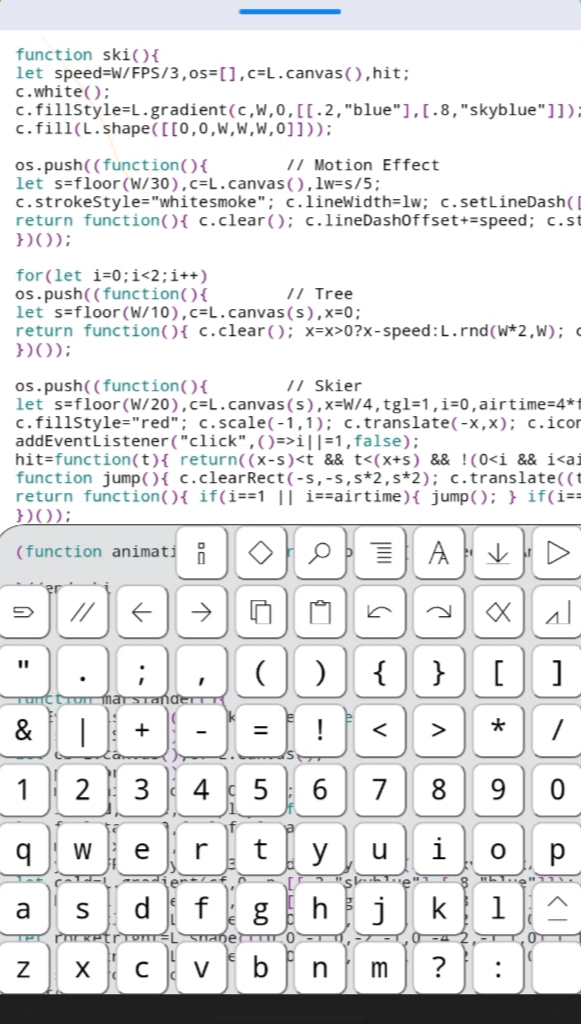 function ski(){
let speed=W/FPS/3,os=[],c=L.canvas(),hit;
c.white();
c.fillStyle=L.gradient(c,W,0,[[.2,"blue"],[.8,"skyblue"]]);
c.fill(L.shape([[0,0,W,W,W,0]]));
os.push((function(){ // Motion Effect
let s=floor(W/30),c=L.canvas(),lw=s/5;
c.strokeStyle="whitesmoke"; c.lineWidth=lw; c.setLineDash([
return function(){ c.clear(); c.lineDashOffset+=speed; c.st
})());
for(let i=0;i<2;i++)
os.push((function(){ // Tree
let s=floor(W/10),c=L.canvas(s),x=0;
return function(){ c.clear(); x=x>0?x-speed:L.rnd(W*2,W); c
})());
os.push((function(){ // Skier
let s=floor(W/20),c=L.canvas(s),x=W/4,tgl=1,i=0,airtime=4*f
c.fillStyle="red"; c.scale(-1,1); c.translate(-x,x); c.icon
addEventListener("click",()=>i||=1,false);
hit=function(t){ return((x-s)<t && t<(x+s) && !(0<i && i<ai
function jump(){ c.clearRect(-s,-s,s*2,s*2); c.translate((t
return function(){ if(i==1 || i==airtime){ jump(); } if(i==
})());
(function animati
" . ; , ( ) { } [ ]
& | + - = ! < > * /
1 2 3 4 5 6 7 8 9 0
q w e r t y u i o p
a s d f g h j k l
z x c v b n m ? :